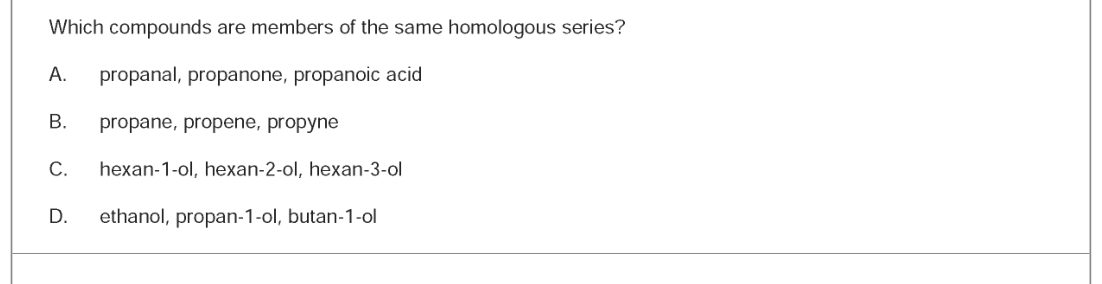 Which compounds are members of the same homologous series?
A. propanal, propanone, propanoic acid
B. propane, propene, propyne
C. hexan-1-ol, hexan-2-ol, hexan-3-ol
D. ethanol, propan-1-ol, butan-1-ol